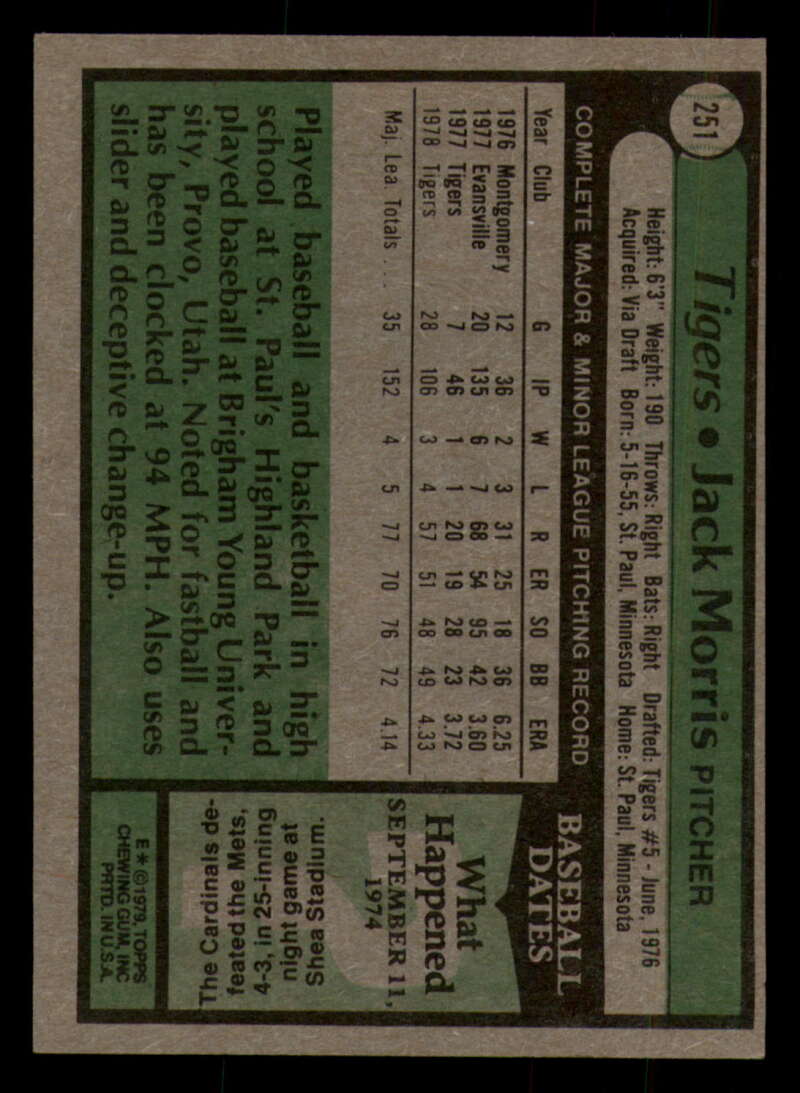 251
Tigers • Jack Morris PITCHER
Height: 6'3" Weight: 190 Throws: Right Bats: Right Drafted: Tigers #5 - June, 1976
Acquired: Via Draft Born: 5-16-55, St. Paul, Minnesota Home: St. Paul, Minnesota
COMPLETE MAJOR & MINOR LEAGUE PITCHING RECORD
Year Club G IP W L R ER SO BB ERA
1976 Montgomery 12 36 2 3 31 25 18 36 6.25
1977 Evansville 20 135 6 7 68 54 95 42 3.60
1977 Tigers 7 46 1 1 20 19 28 23 3.72
1978 Tigers 28 106 3 4 57 51 48 49 4.33
Maj. Lea Totals . . . 35 152 4 5 77 70 76 72 4.14
Played baseball and basketball in high
school at St. Paul's Highland Park and
played baseball at Brigham Young Univer-
sity, Provo, Utah. Noted for fastball and
has been clocked at 94 MPH. Also uses
slider and deceptive change-up.
BASEBALL
DATES
What
Happened
SEPTEMBER 11,
1974
The Cardinals de-
feated the Mets,
4-3, in 25-inning
night game at
Shea Stadium.
E * © 1979, TOPPS
CHEWING GUM, INC
PRTD. IN U.S.A.